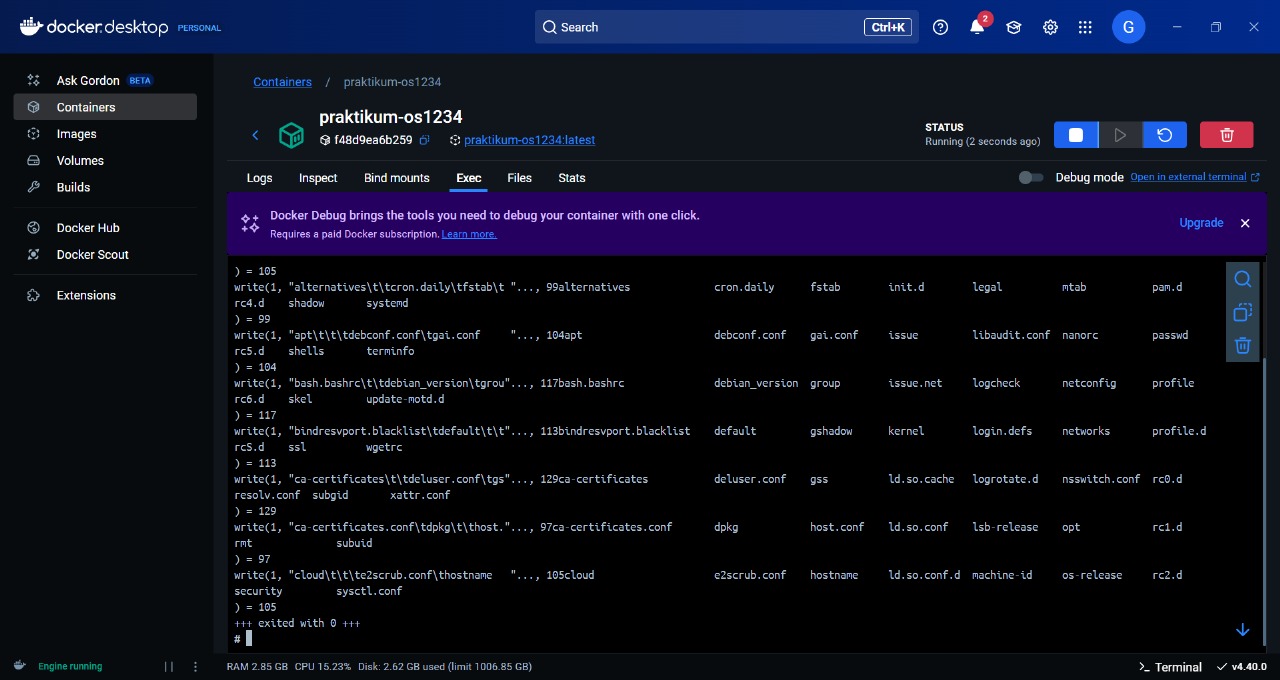 docker.desktop PERSONAL
Search
Ctrl+K
2
G
Ask Gordon BETA
Containers
Images
Volumes
Builds
Docker Hub
Docker Scout
Extensions
Containers / praktikum-os1234
praktikum-os1234
f48d9ea6b259
praktikum-os1234:latest
STATUS
Running (2 seconds ago)
Logs Inspect Bind mounts Exec Files Stats
Debug mode Open in external terminal
Docker Debug brings the tools you need to debug your container with one click.
Requires a paid Docker subscription. Learn more.
Upgrade
) = 105
write(1, "alternatives\t\tcron.daily\tfstab\t "..., 99alternatives cron.daily fstab init.d legal mtab pam.d
rc4.d shadow systemd
) = 99
write(1, "apt\t\t\tdebconf.conf\tgai.conf "..., 104apt debconf.conf gai.conf issue libaudit.conf nanorc passwd
rc5.d shells terminfo
) = 104
write(1, "bash.bashrc\t\tdebian_version\tgrou"..., 117bash.bashrc debian_version group issue.net logcheck netconfig profile
rc6.d skel update-motd.d
) = 117
write(1, "bindresvport.blacklist\tdefault\t\t"..., 113bindresvport.blacklist default gshadow kernel login.defs networks profile.d
rcS.d ssl wgetrc
) = 113
write(1, "ca-certificates\t\tdeluser.conf\tgs"..., 129ca-certificates deluser.conf gss ld.so.cache logrotate.d nsswitch.conf rc0.d
resolv.conf subgid xattr.conf
) = 129
write(1, "ca-certificates.conf\tdpkg\t\thost."..., 97ca-certificates.conf dpkg host.conf ld.so.conf lsb-release opt rc1.d
rmt subuid
) = 97
write(1, "cloud\t\t\te2scrub.conf\thostname "..., 105cloud e2scrub.conf hostname ld.so.conf.d machine-id os-release rc2.d
security sysctl.conf
) = 105
+++ exited with 0 +++
#
Engine running
RAM 2.85 GB CPU 15.23% Disk: 2.62 GB used (limit 1006.85 GB)
Terminal
v4.40.0